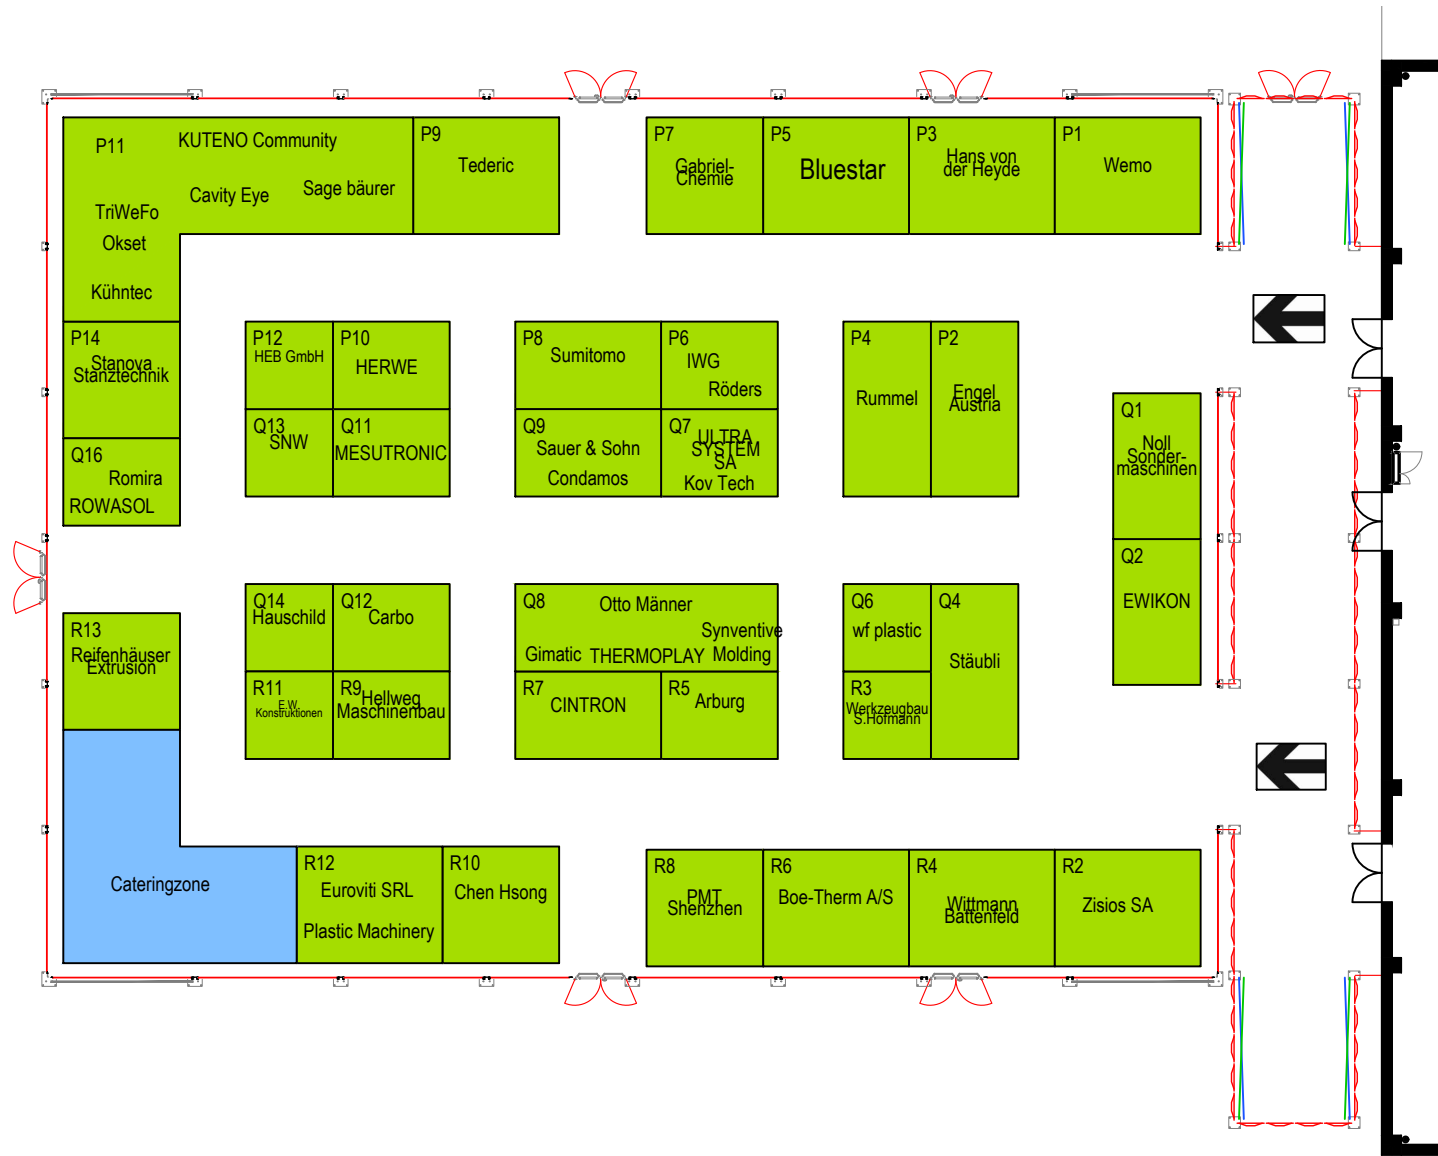 P11
KUTENO Community
Cavity Eye
Sage bäurer
TriWeFo
Okset
Kühntec
P9
Tederic
P7
Gabriel-
Chemie
P5
Bluestar
P3
Hans von
der Heyde
P1
Wemo
P14
Stanova
Stanztechnik
Q16
Romira
ROWASOL
P12
HEB GmbH
P10
HERWE
Q13
SNW
Q11
MESUTRONIC
P8
Sumitomo
P6
IWG
Röders
Q9
Sauer & Sohn
Condamos
Q7
ULTRA
SYSTEM
SA
Kov Tech
P4
Rummel
P2
Engel
Austria
Q1
Noll
Sonder-
maschinen
Q2
EWIKON
R13
Reifenhäuser
Extrusion
Q14
Hauschild
Q12
Carbo
R11
E.W.
Konstruktionen
R9
Hellweg
Maschinenbau
Q8
Otto Männer
Synventive
Gimatic
THERMOPLAY
Molding
R7
CINTRON
R5
Arburg
Q6
wf plastic
Q4
Stäubli
R3
Werkzeugbau
S.Hofmann
Cateringzone
R12
Euroviti SRL
Plastic Machinery
R10
Chen Hsong
R8
PMT
Shenzhen
R6
Boe-Therm A/S
R4
Wittmann
Battenfeld
R2
Zisios SA